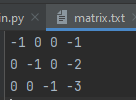 n.py
matrix.txt
-1 0 0 -1
0 -1 0 -2
0 0 -1 -3